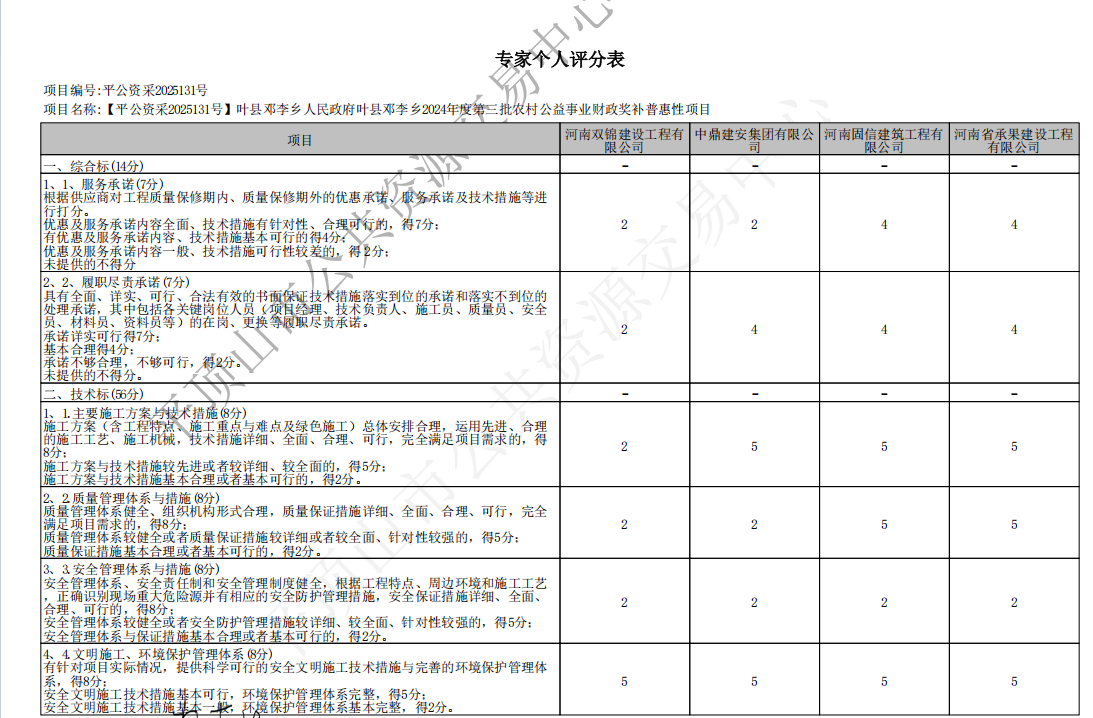 专家个人评分表
项目编号:平公资采2025131号
项目名称:【平公资采2025131号】叶县邓李乡人民政府叶县邓李乡2024年度第三批农村公益事业财政奖补普惠性项目
项目 河南双锦建设工程有限公司 中鼎建安集团有限公司 河南固信建筑工程有限公司 河南省承果建设工程有限公司
一、综合标(14分) - - - -
1、1、服务承诺(7分)
根据供应商对工程质量保修期内、质量保修期外的优惠承诺、服务承诺及技术措施等进
行打分。
优惠及服务承诺内容全面、技术措施有针对性、合理可行的，得7分；
有优惠及服务承诺内容、技术措施基本可行的得4分；
优惠及服务承诺内容一般、技术措施可行性较差的，得2分；
未提供的不得分
2 2 4 4
2、2、履职尽责承诺(7分)
具有全面、详实、可行、合法有效的书面保证技术措施落实到位的承诺和落实不到位的
处理承诺，其中包括各关键岗位人员（项目经理、技术负责人、施工员、质量员、安全
员、材料员、资料员等）的在岗、更换等履职尽责承诺。
承诺详实可行得7分；
基本合理得4分；
承诺不够合理，不够可行，得2分。
未提供的不得分。
2 4 4 4
二、技术标(56分) - - - -
1、1.主要施工方案与技术措施(8分)
施工方案（含工程特点、施工重点与难点及绿色施工）总体安排合理，运用先进、合理
的施工工艺、施工机械，技术措施详细、全面、合理、可行，完全满足项目需求的，得
8分；
施工方案与技术措施较先进或者较详细、较全面的，得5分；
施工方案与技术措施基本合理或者基本可行的，得2分。
2 5 5 5
2、2.质量管理体系与措施(8分)
质量管理体系健全、组织机构形式合理，质量保证措施详细、全面、合理、可行，完全
满足项目需求的，得8分；
质量管理体系较健全或者质量保证措施较详细或者较全面、针对性较强的，得5分；
质量保证措施基本合理或者基本可行的，得2分。
2 2 5 5
3、3.安全管理体系与措施(8分)
安全管理体系、安全责任制和安全管理制度健全，根据工程特点、周边环境和施工工艺
，正确识别现场重大危险源并有相应的安全防护管理措施，安全保证措施详细、全面、
合理、可行的，得8分；
安全管理体系较健全或者安全防护管理措施较详细、较全面、针对性较强的，得5分；
安全管理体系与保证措施基本合理或者基本可行的，得2分。
2 2 2 2
4、4.文明施工、环境保护管理体系(8分)
有针对项目实际情况，提供科学可行的安全文明施工技术措施与完善的环境保护管理体
系，得8分；
安全文明施工技术措施基本可行，环境保护管理体系完整，得5分；
安全文明施工技术措施基本一般，环境保护管理体系基本完整，得2分。
5 5 5 5
平顶山市公共资源交易中心
平顶山市公共资源交易中心